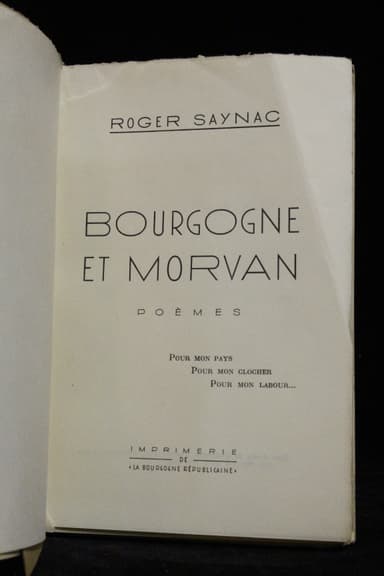 ROGER SAYNAC
BOURGOGNE
ET MORVAN
POÈMES
POUR MON PAYS
POUR MON CLOCHER
POUR MON LABOUR...
IMPRIMERIE
DE
« LA BOURGOGNE RÉPUBLICAINE »